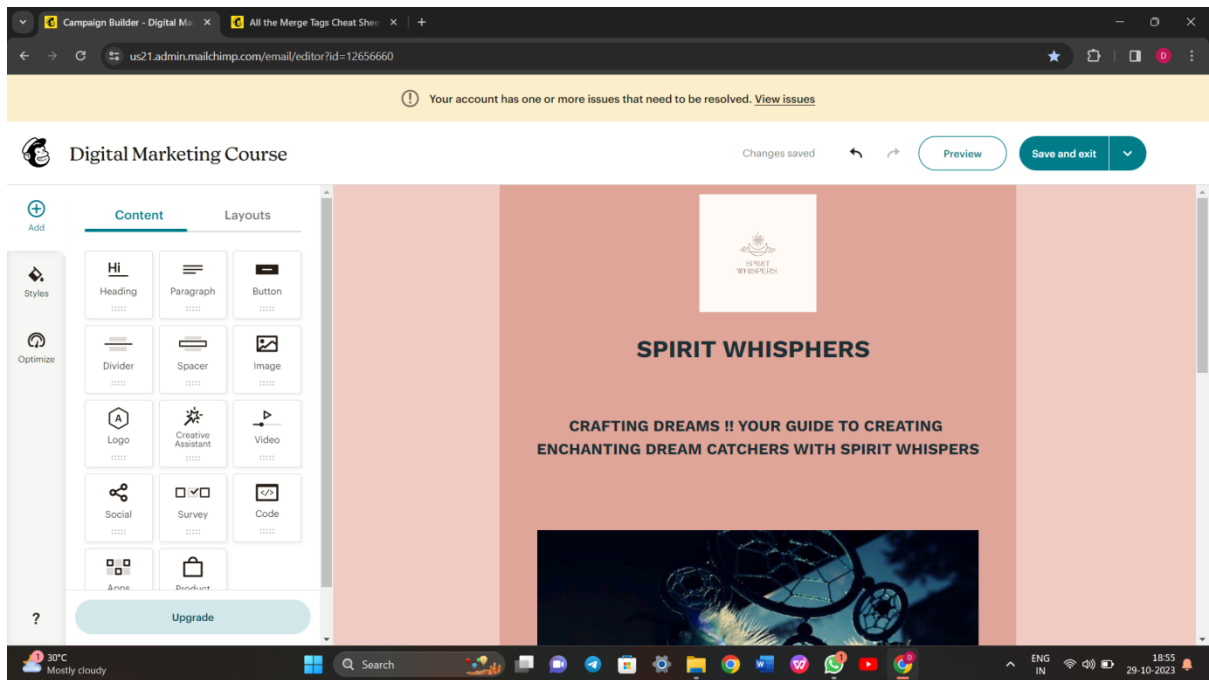 Campaign Builder - Digital Ma
All the Merge Tags Cheat Shee
us21.admin.mailchimp.com/email/editor?id=12656660
D
Your account has one or more issues that need to be resolved. View issues
Digital Marketing Course
Changes saved
Preview
Save and exit
Add
Styles
Optimize
?
Content Layouts
Hi
Heading Paragraph Button
Divider Spacer Image
A
Logo Creative Assistant Video
Social Survey Code
Apps Product
Upgrade
SPIRIT
WHISPERS
SPIRIT WHISPHERS
CRAFTING DREAMS !! YOUR GUIDE TO CREATING
ENCHANTING DREAM CATCHERS WITH SPIRIT WHISPERS
1
30°C
Mostly cloudy
Search
ENG
IN
18:55
29-10-2023